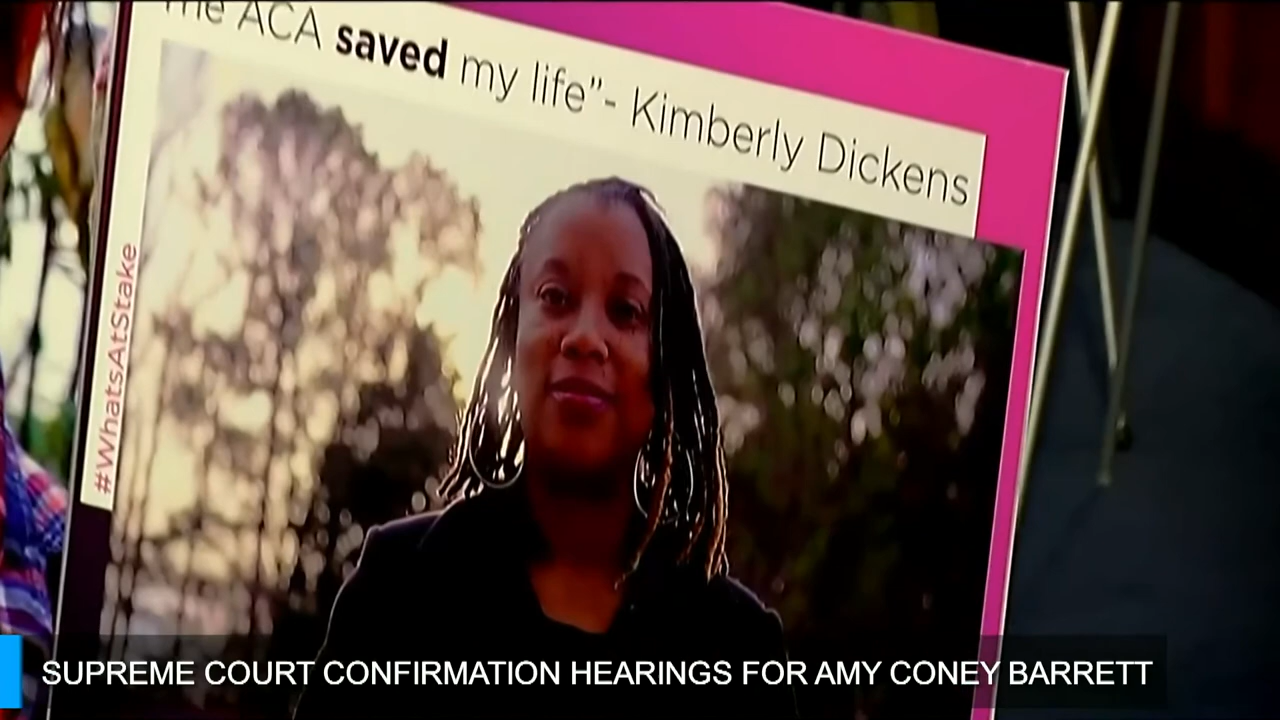 The ACA saved my life”- Kimberly Dickens
#WhatsAtStake
SUPREME COURT CONFIRMATION HEARINGS FOR AMY CONEY BARRETT